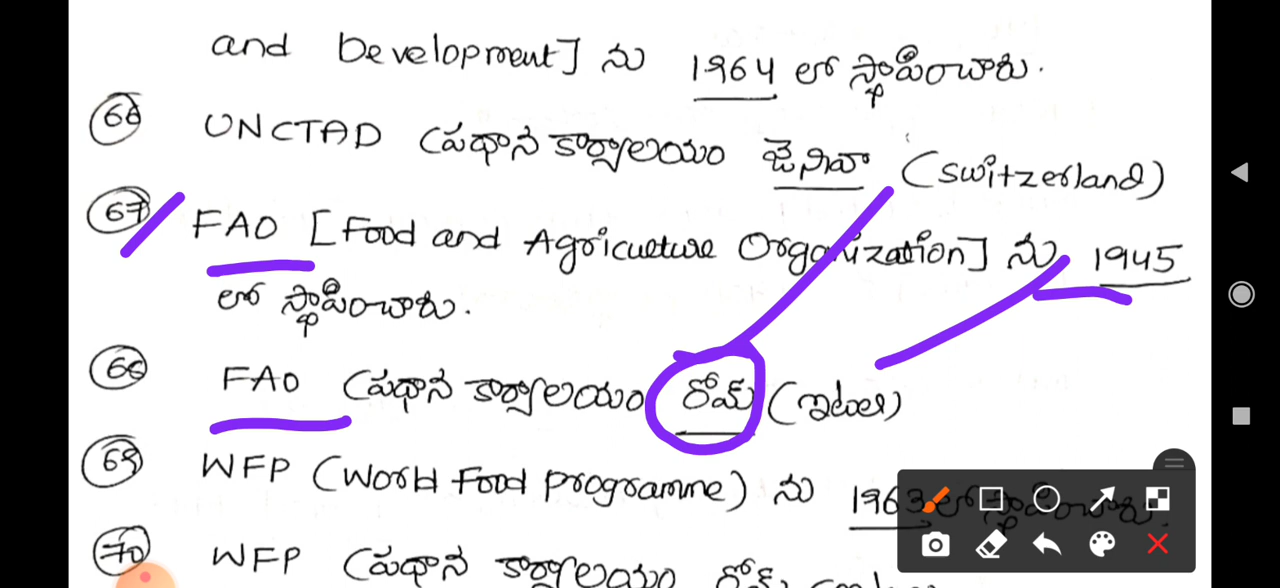 and Development] ను 1964 లో స్థాపించారు.
66 UNCTAD ప్రధాన కార్యాలయం జెనీవా (Switzerland)
67 FAO [Food and Agriculture Organization] ను 1945
లో స్థాపించారు.
68 FAO ప్రధాన కార్యాలయం రోమ్ (ఇటలీ)
69 WFP (World Food Programme) ను 1963 లో స్థాపించారు.
70 WFP ప్రధాన కార్యాలయం రోమ్